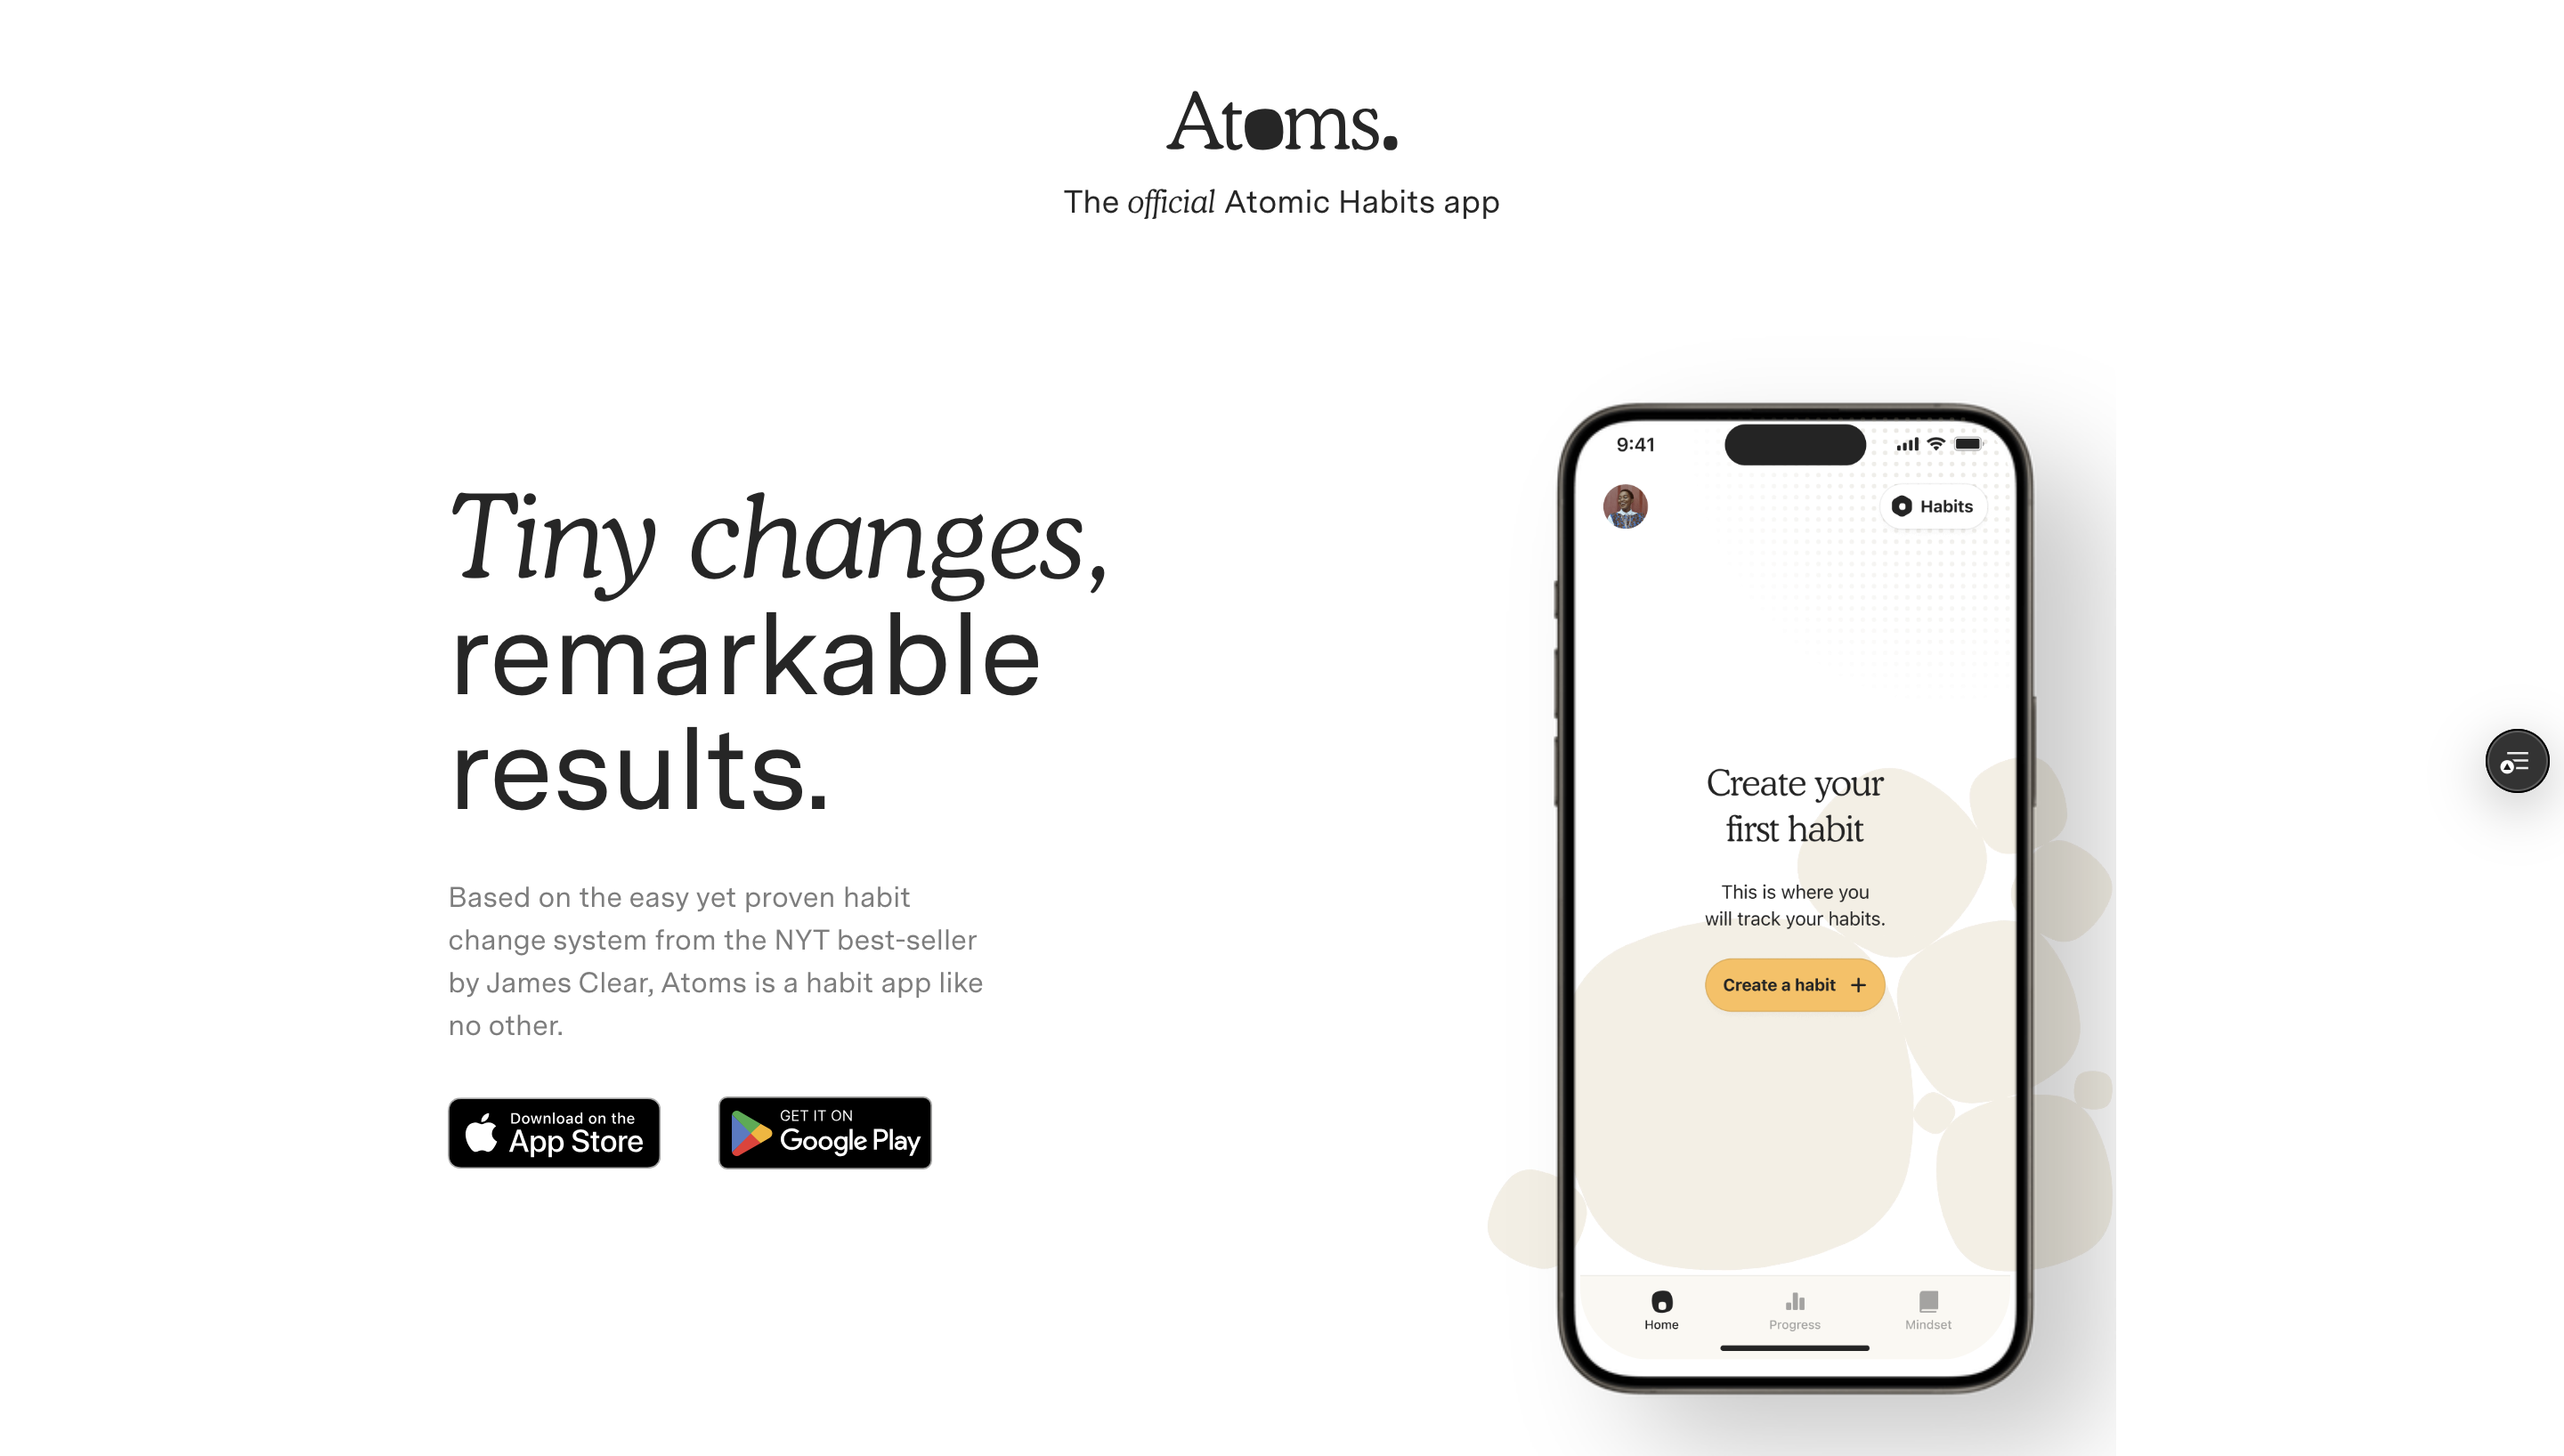 Atoms.
The official Atomic Habits app
Tiny changes,
remarkable
results.
Based on the easy yet proven habit
change system from the NYT best-seller
by James Clear, Atoms is a habit app like
no other.
Download on the
App Store
GET IT ON
Google Play
9:41
Habits
Create your
first habit
This is where you
will track your habits.
Create a habit +
Home
Progress
Mindset